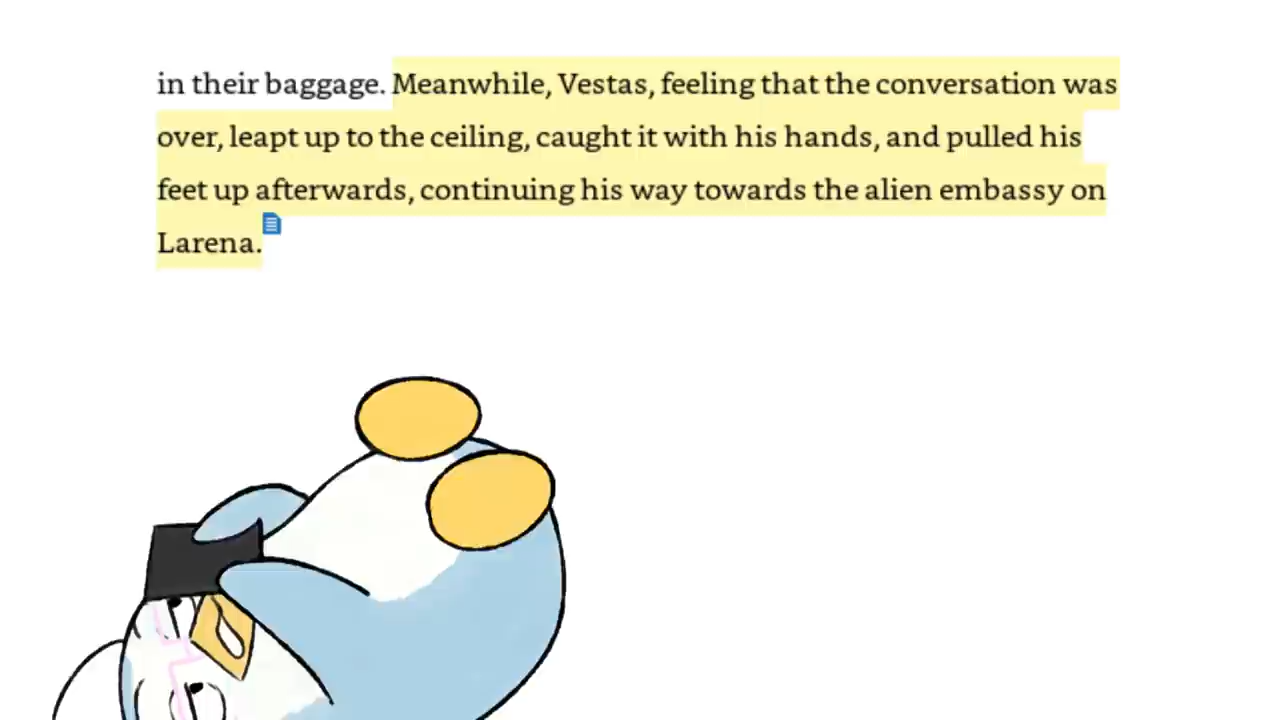 in their baggage. Meanwhile, Vestas, feeling that the conversation was
over, leapt up to the ceiling, caught it with his hands, and pulled his
feet up afterwards, continuing his way towards the alien embassy on
Larena.